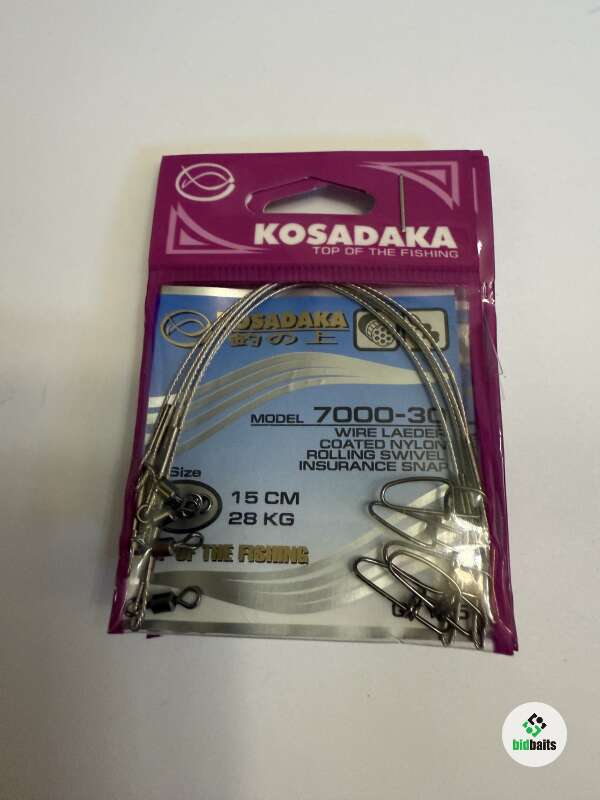 KOSADAKA
TOP OF THE FISHING
KOSADAKA
釣の上
MODEL 7000-30
WIRE LAEDER
COATED NYLON
ROLLING SWIVEL
INSURANCE SNAP
Size
15 CM
28 KG
OF THE FISHING
bidbaits